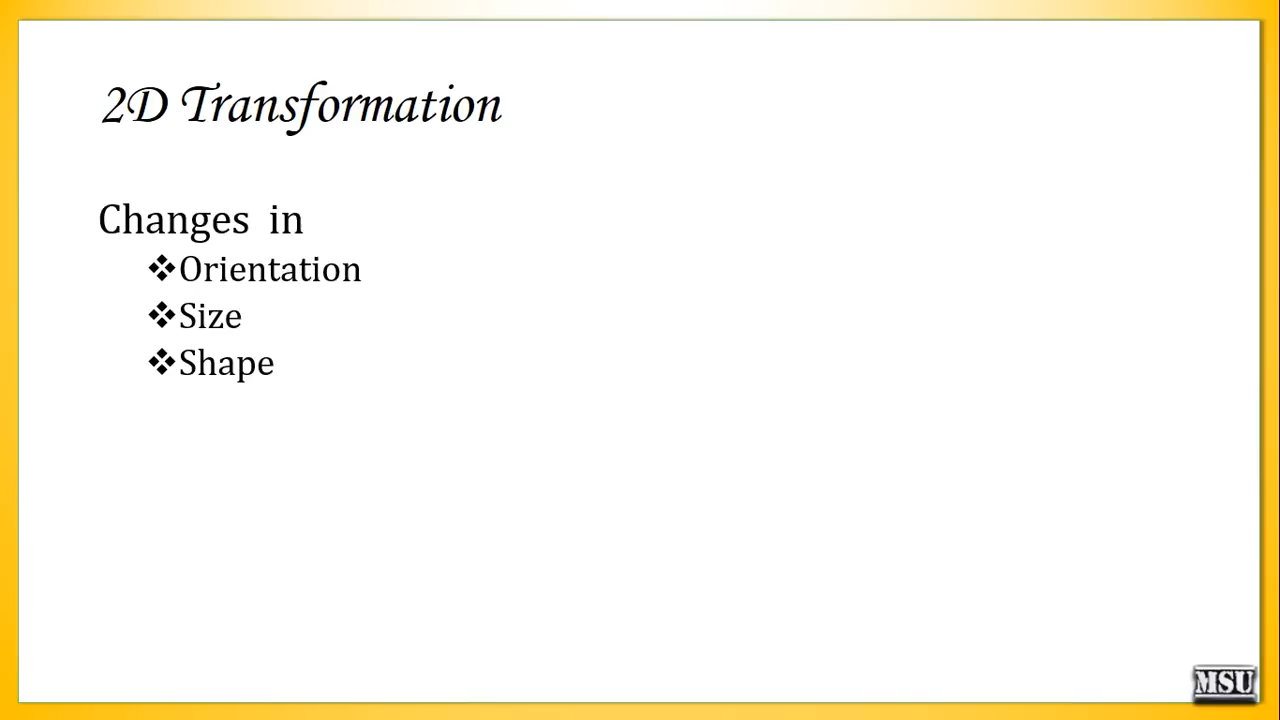 2D Transformation
Changes in
❖Orientation
❖Size
❖Shape
MSU